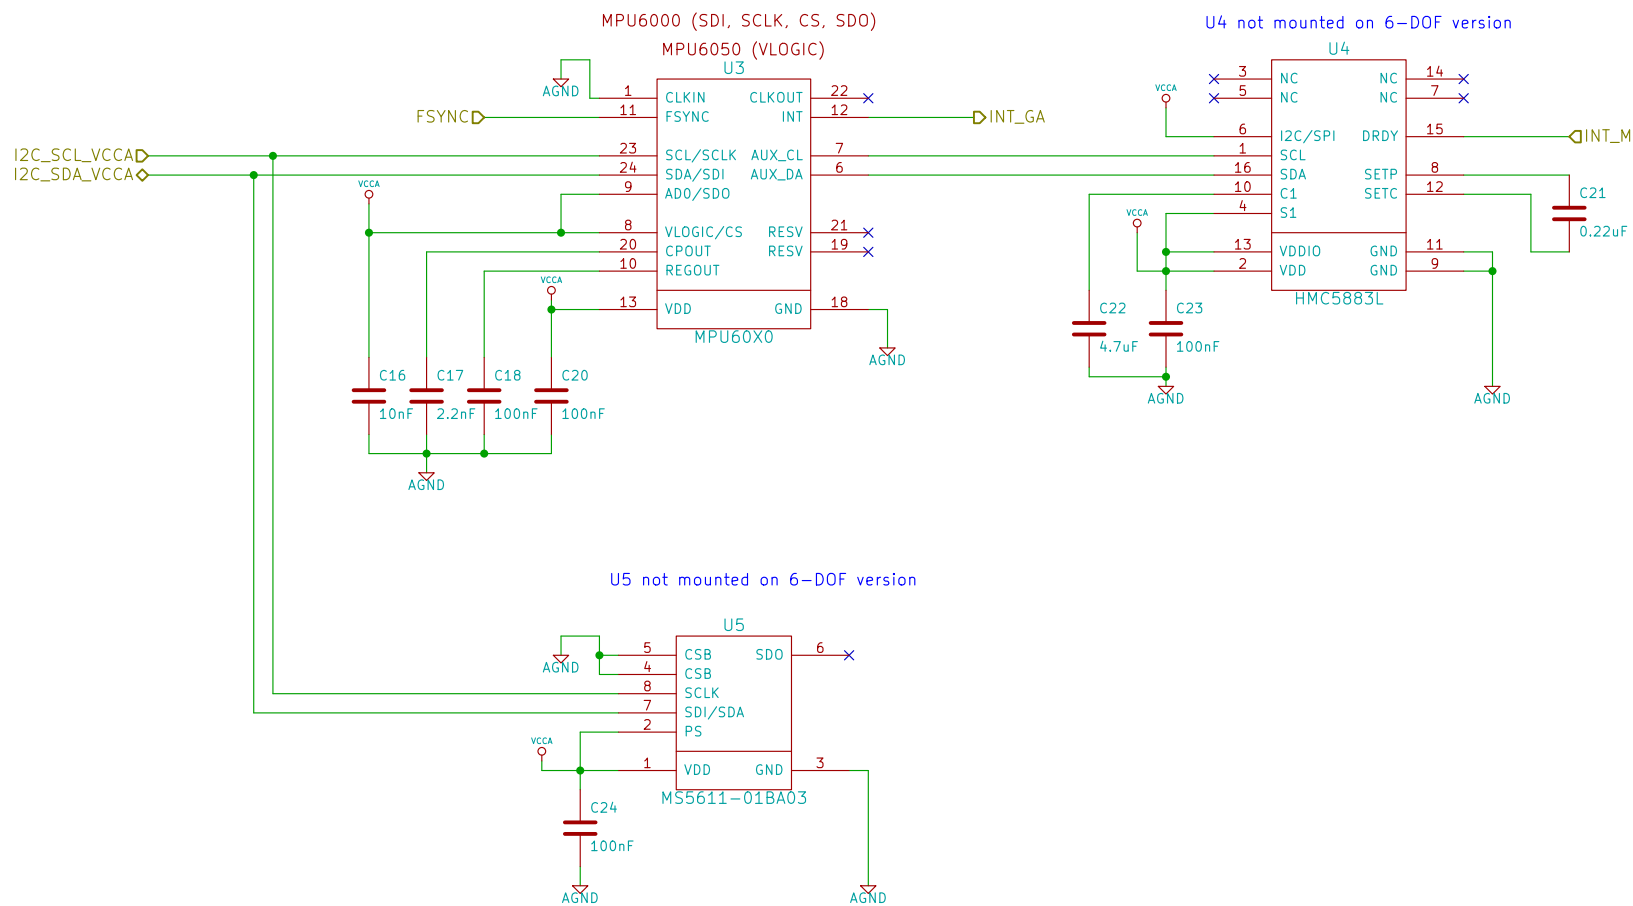 MPU6000 (SDI, SCLK, CS, SDO)
MPU6050 (VLOGIC)
U3
AGND
1 CLKIN CLKOUT 22
FSYNC 11 FSYNC INT 12 INT_GA
I2C_SCL_VCCA 23 SCL/SCLK AUX_CL 7
I2C_SDA_VCCA 24 SDA/SDI AUX_DA 6
VCCA 9 AD0/SDO
8 VLOGIC/CS RESV 21
20 CPOUT RESV 19
10 REGOUT
VCCA
13 VDD GND 18
MPU60X0
AGND
C16 C17 C18 C20
10nF 2.2nF 100nF 100nF
AGND
U4 not mounted on 6-DOF version
U4
3 NC NC 14
VCCA
5 NC NC 7
6 I2C/SPI DRDY 15 INT_M
1 SCL
16 SDA SETP 8
10 C1 SETC 12 C21
VCCA
4 S1
0.22uF
13 VDDIO GND 11
2 VDD GND 9
HMC5883L
C22 C23
4.7uF 100nF
AGND AGND
U5 not mounted on 6-DOF version
U5
5 CSB SDO 6
AGND
4 CSB
8 SCLK
7 SDI/SDA
2 PS
VCCA
1 VDD GND 3
MS5611-01BA03
C24
100nF
AGND AGND